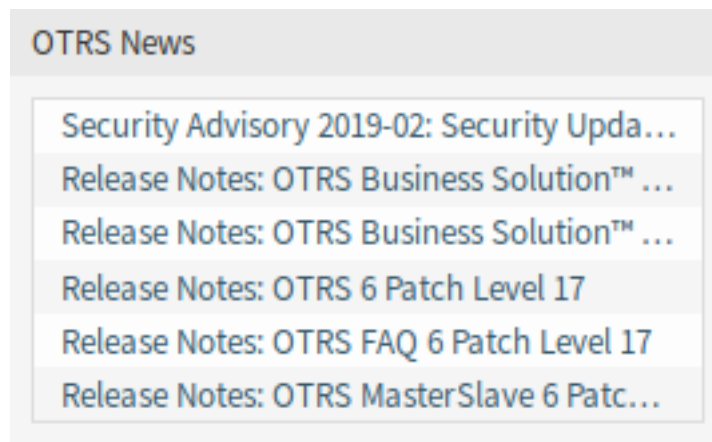 OTRS News
Security Advisory 2019-02: Security Upda...
Release Notes: OTRS Business Solution™ ...
Release Notes: OTRS Business Solution™ ...
Release Notes: OTRS 6 Patch Level 17
Release Notes: OTRS FAQ 6 Patch Level 17
Release Notes: OTRS MasterSlave 6 Patc...